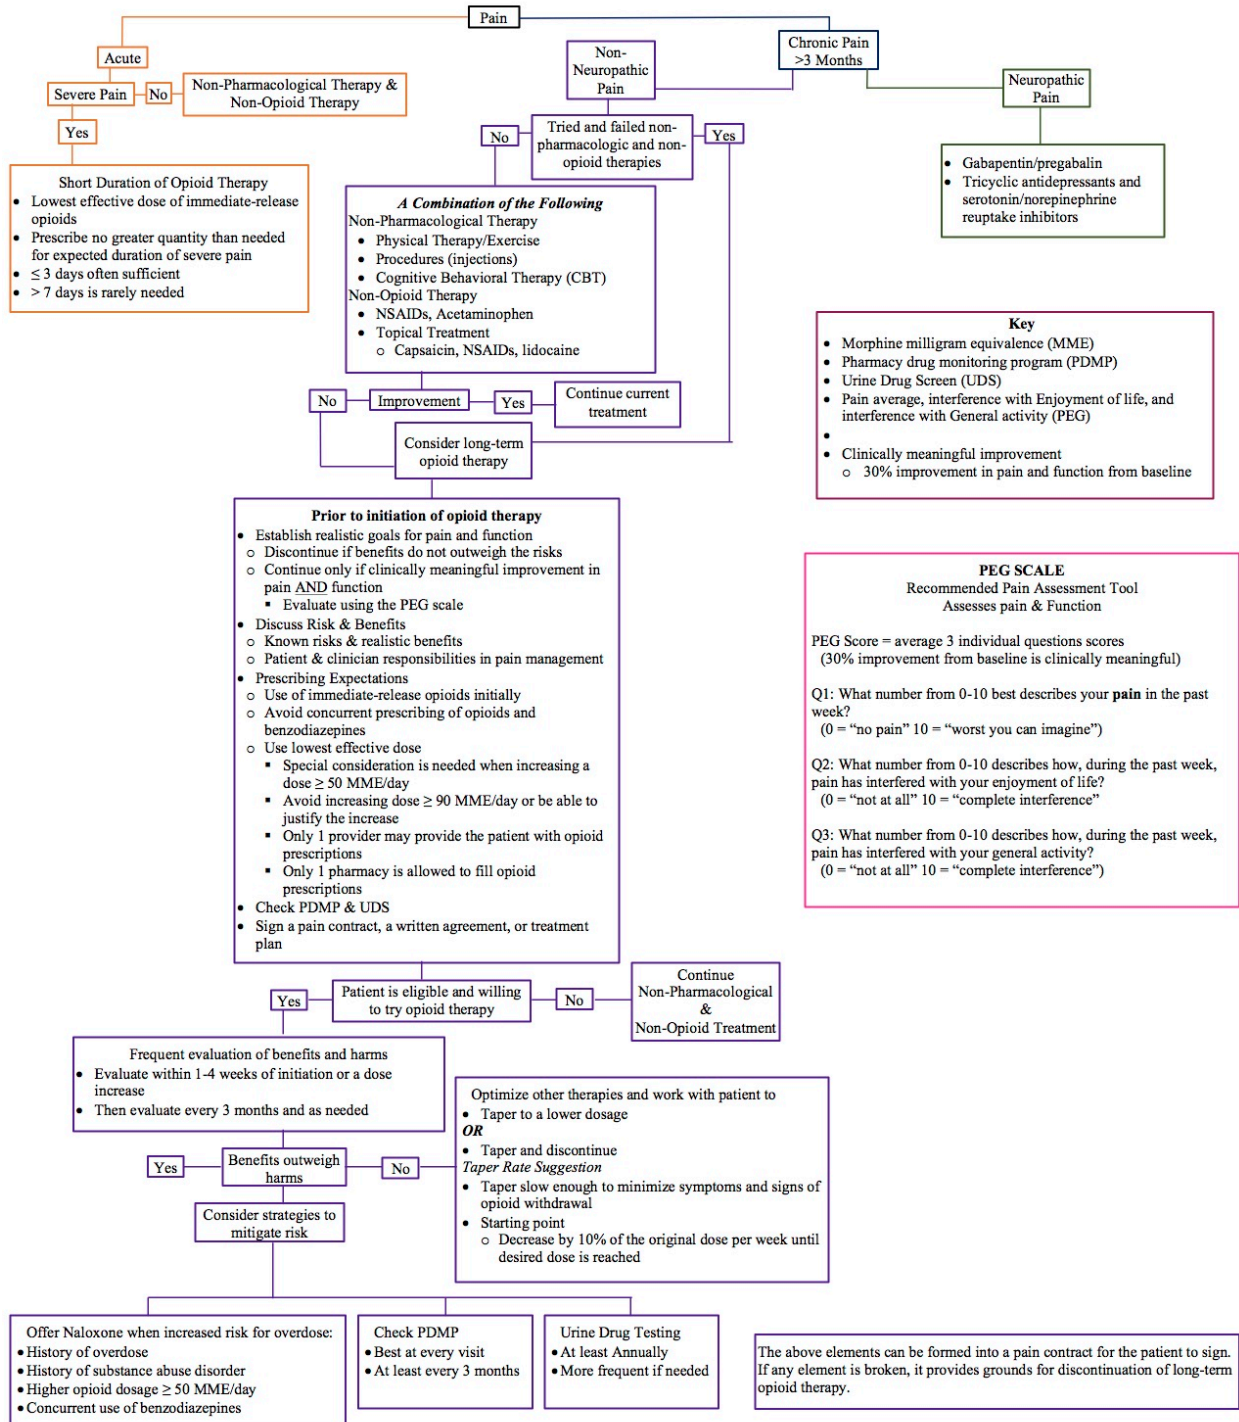 Pain
Acute
Severe Pain
No
Non-Pharmacological Therapy &
Non-Opioid Therapy
Yes
Short Duration of Opioid Therapy
• Lowest effective dose of immediate-release
opioids
• Prescribe no greater quantity than needed
for expected duration of severe pain
• ≤ 3 days often sufficient
• > 7 days is rarely needed
Chronic Pain
>3 Months
Non-
Neuropathic
Pain
Neuropathic
Pain
• Gabapentin/pregabalin
• Tricyclic antidepressants and
serotonin/norepinephrine
reuptake inhibitors
No
Tried and failed non-
pharmacologic and non-
opioid therapies
Yes
A Combination of the Following
Non-Pharmacological Therapy
• Physical Therapy/Exercise
• Procedures (injections)
• Cognitive Behavioral Therapy (CBT)
Non-Opioid Therapy
• NSAIDs, Acetaminophen
• Topical Treatment
o Capsaicin, NSAIDs, lidocaine
No
Improvement
Yes
Continue current
treatment
Consider long-term
opioid therapy
Key
• Morphine milligram equivalence (MME)
• Pharmacy drug monitoring program (PDMP)
• Urine Drug Screen (UDS)
• Pain average, interference with Enjoyment of life, and
interference with General activity (PEG)
•
• Clinically meaningful improvement
o 30% improvement in pain and function from baseline
Prior to initiation of opioid therapy
• Establish realistic goals for pain and function
o Discontinue if benefits do not outweigh the risks
o Continue only if clinically meaningful improvement in
pain AND function
▪ Evaluate using the PEG scale
• Discuss Risk & Benefits
o Known risks & realistic benefits
o Patient & clinician responsibilities in pain management
• Prescribing Expectations
o Use of immediate-release opioids initially
o Avoid concurrent prescribing of opioids and
benzodiazepines
o Use lowest effective dose
▪ Special consideration is needed when increasing a
dose ≥ 50 MME/day
▪ Avoid increasing dose ≥ 90 MME/day or be able to
justify the increase
▪ Only 1 provider may provide the patient with opioid
prescriptions
▪ Only 1 pharmacy is allowed to fill opioid
prescriptions
• Check PDMP & UDS
• Sign a pain contract, a written agreement, or treatment
plan
PEG SCALE
Recommended Pain Assessment Tool
Assesses pain & Function
PEG Score = average 3 individual questions scores
(30% improvement from baseline is clinically meaningful)
Q1: What number from 0-10 best describes your pain in the past
week?
(0 = “no pain” 10 = “worst you can imagine”)
Q2: What number from 0-10 describes how, during the past week,
pain has interfered with your enjoyment of life?
(0 = “not at all” 10 = “complete interference”
Q3: What number from 0-10 describes how, during the past week,
pain has interfered with your general activity?
(0 = “not at all” 10 = “complete interference”)
Yes
Patient is eligible and willing
to try opioid therapy
No
Continue
Non-Pharmacological
&
Non-Opioid Treatment
Frequent evaluation of benefits and harms
• Evaluate within 1-4 weeks of initiation or a dose
increase
• Then evaluate every 3 months and as needed
Yes
Benefits outweigh
harms
No
Optimize other therapies and work with patient to
• Taper to a lower dosage
OR
• Taper and discontinue
Taper Rate Suggestion
• Taper slow enough to minimize symptoms and signs of
opioid withdrawal
• Starting point
o Decrease by 10% of the original dose per week until
desired dose is reached
Consider strategies to
mitigate risk
Offer Naloxone when increased risk for overdose:
• History of overdose
• History of substance abuse disorder
• Higher opioid dosage ≥ 50 MME/day
• Concurrent use of benzodiazepines
Check PDMP
• Best at every visit
• At least every 3 months
Urine Drug Testing
• At least Annually
• More frequent if needed
The above elements can be formed into a pain contract for the patient to sign.
If any element is broken, it provides grounds for discontinuation of long-term
opioid therapy.